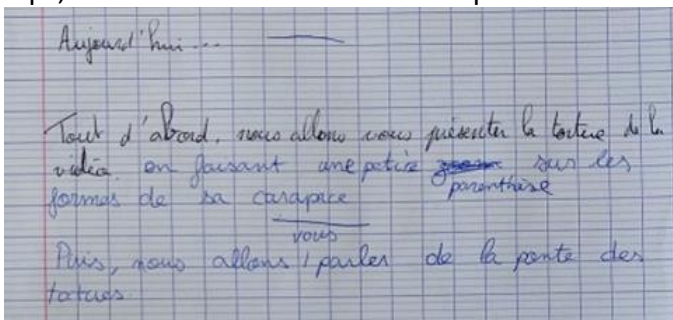 Aujourd'hui...
Tout d'abord, nous allons vous présenter la tortue de la
vidéo. en faisant une petite parenthèse sur les
formes de sa carapace
Puis, nous allons vous parler de la ponte des
tortues.